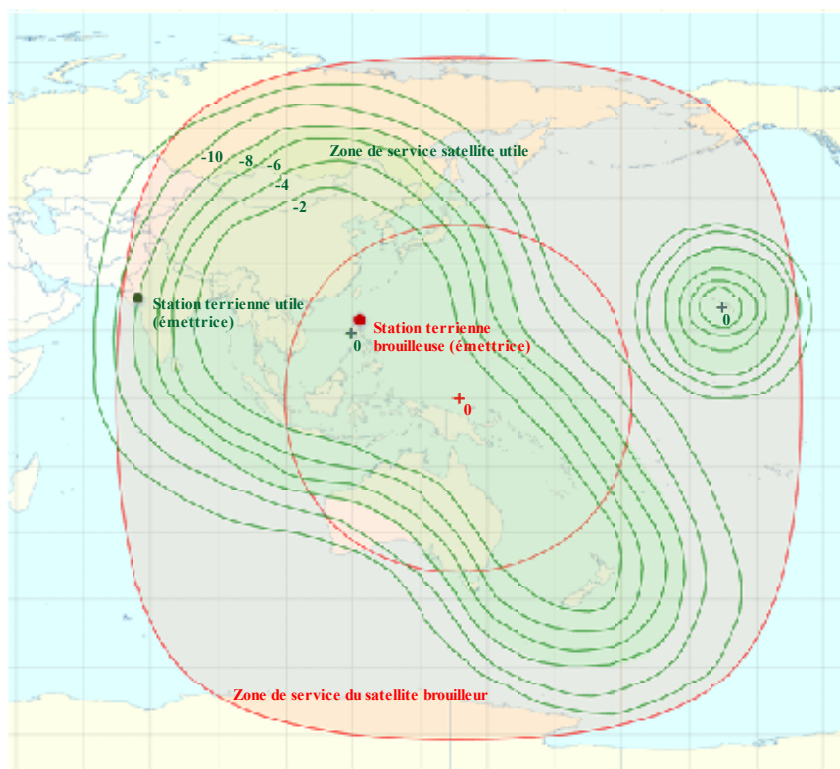 Zone de service satellite utile
-10
-8
-6
-4
-2
Station terrienne utile
(émettrice)
Station terrienne
brouilleuse (émettrice)
0
0
0
Zone de service du satellite brouilleur